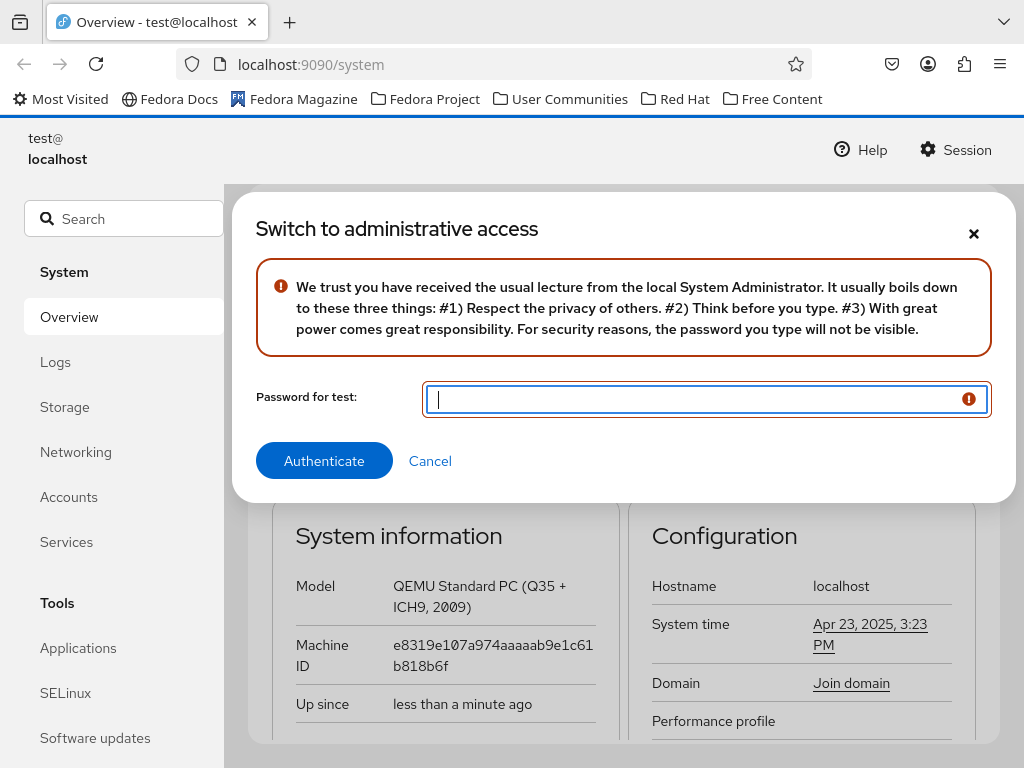 Overview - test@localhost
localhost:9090/system
Most Visited
Fedora Docs
Fedora Magazine
Fedora Project
User Communities
Red Hat
Free Content
test@
localhost
Help
Session
Search
System
Overview
Logs
Storage
Networking
Accounts
Services
Tools
Applications
SELinux
Software updates
Switch to administrative access
We trust you have received the usual lecture from the local System Administrator. It usually boils down
to these three things: #1) Respect the privacy of others. #2) Think before you type. #3) With great
power comes great responsibility. For security reasons, the password you type will not be visible.
Password for test:
Authenticate
Cancel
System information
Model
QEMU Standard PC (Q35 +
ICH9, 2009)
Machine
ID
e8319e107a974aaaaab9e1c61
b818b6f
Up since
less than a minute ago
Configuration
Hostname
localhost
System time
Apr 23, 2025, 3:23
PM
Domain
Join domain
Performance profile